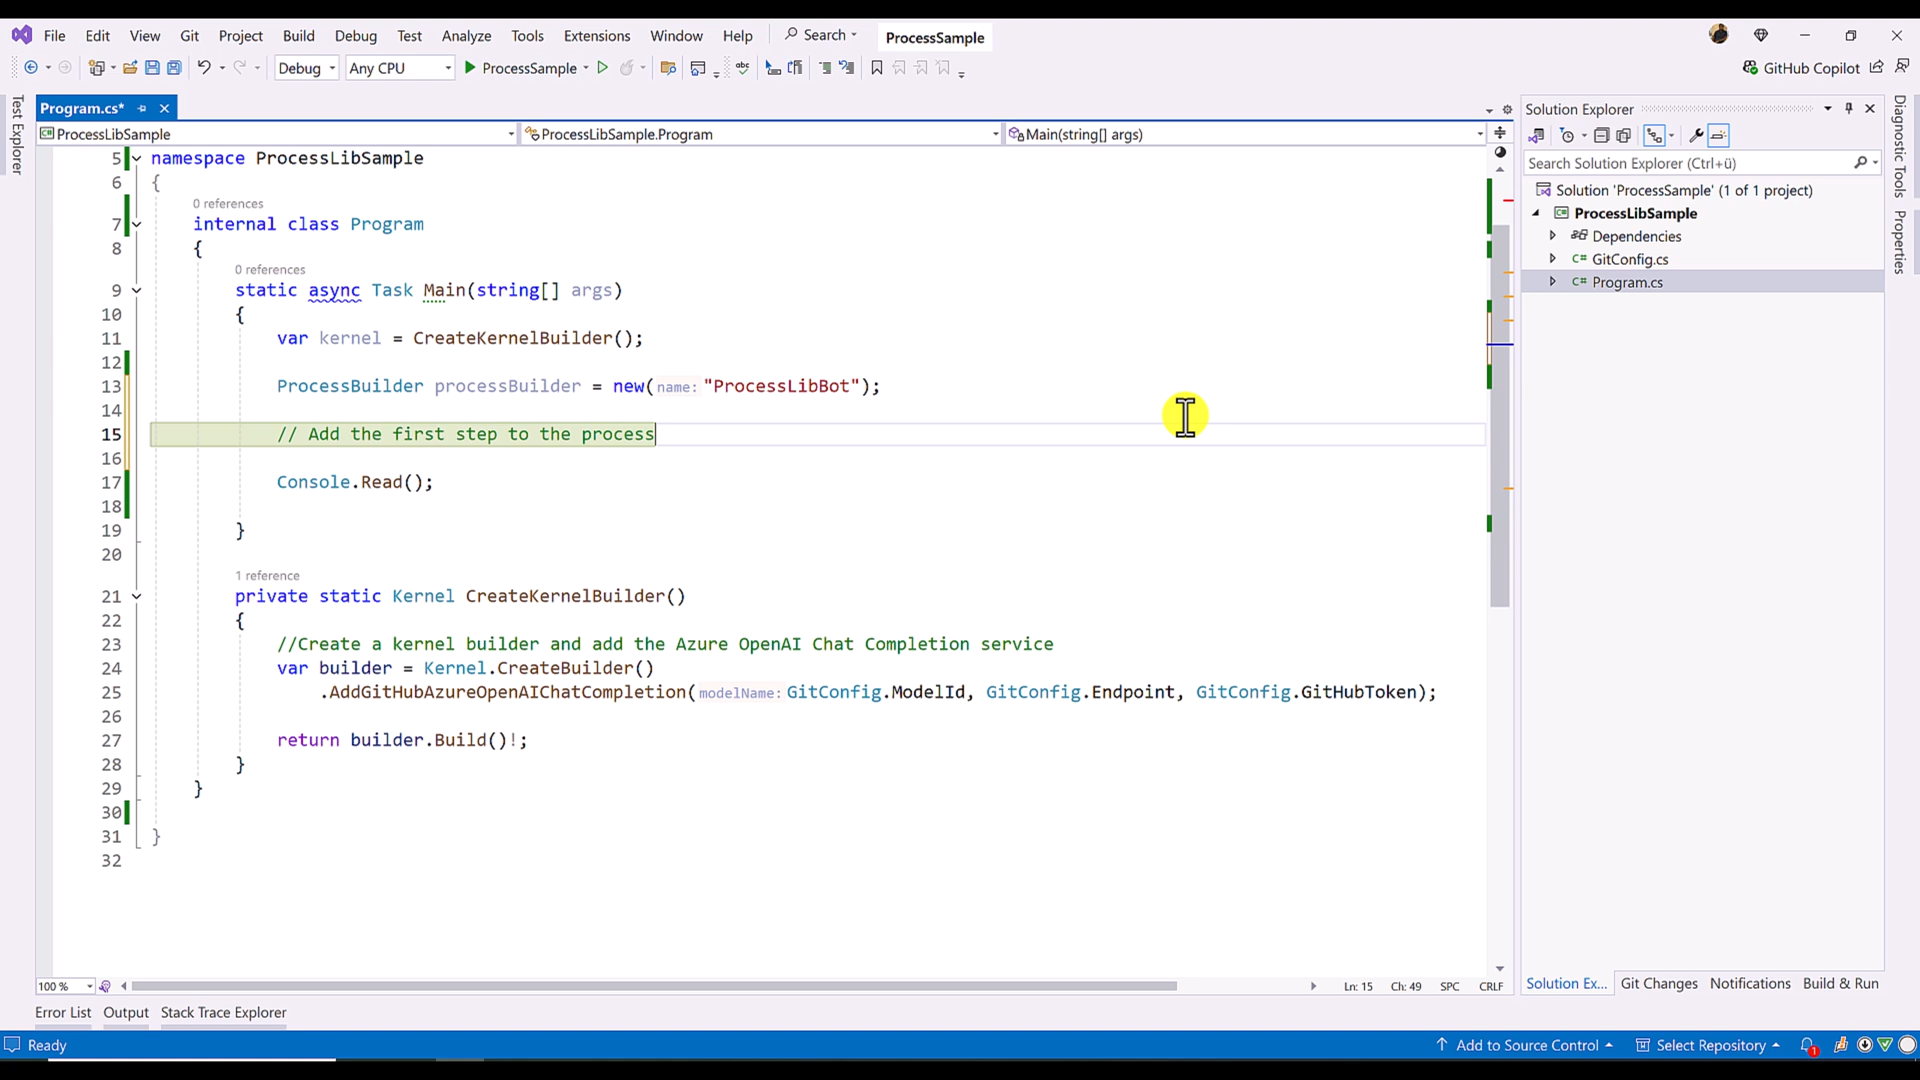 File Edit View Git Project Build Debug Test Analyze Tools Extensions Window Help Search ProcessSample
Debug Any CPU ProcessSample GitHub Copilot
Test Explorer
Program.cs*
ProcessLibSample ProcessLibSample.Program Main(string[] args)
5 namespace ProcessLibSample
6 {
0 references
7 internal class Program
8 {
0 references
9 static async Task Main(string[] args)
10 {
11 var kernel = CreateKernelBuilder();
12
13 ProcessBuilder processBuilder = new(name: "ProcessLibBot");
14
15 // Add the first step to the process
16
17 Console.Read();
18
19 }
20
1 reference
21 private static Kernel CreateKernelBuilder()
22 {
23 //Create a kernel builder and add the Azure OpenAI Chat Completion service
24 var builder = Kernel.CreateBuilder()
25 .AddGitHubAzureOpenAIChatCompletion(modelName: GitConfig.ModelId, GitConfig.Endpoint, GitConfig.GitHubToken);
26
27 return builder.Build()!;
28 }
29 }
30
31 }
32
100 % Ln: 15 Ch: 49 SPC CRLF
Solution Explorer
Search Solution Explorer (Ctrl+ü)
Solution 'ProcessSample' (1 of 1 project)
C# ProcessLibSample
Dependencies
C# GitConfig.cs
C# Program.cs
Solution Ex... Git Changes Notifications Build & Run
Diagnostic Tools
Properties
Error List Output Stack Trace Explorer
Ready Add to Source Control Select Repository 1